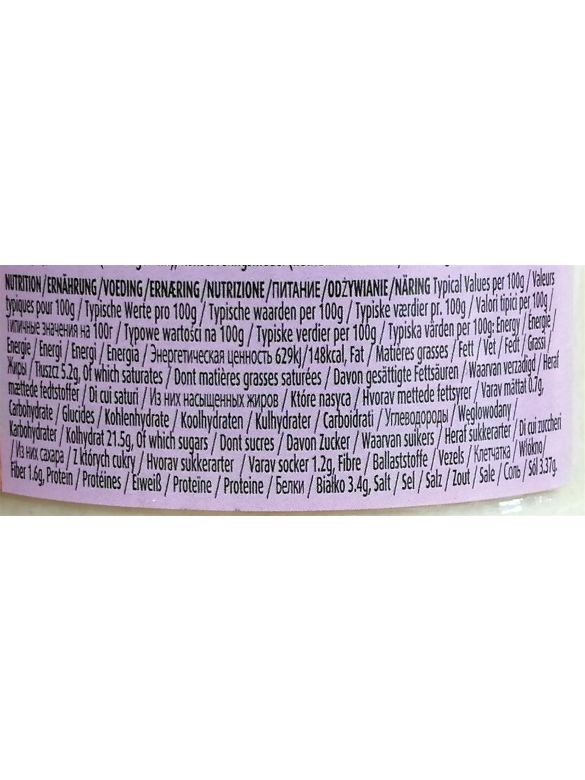 NUTRITION/ERNÄHRUNG/VOEDING/ERNÆRING/NUTRIZIONE/ПИТАНИЕ/ODŻYWIANIE/NÄRING Typical Values per 100g / Valeurs
typiques pour 100g / Typische Werte pro 100g / Typische waarden per 100g / Typiske værdier pr. 100g / Valori tipici per 100g /
Типичные значения на 100г / Typowe wartości na 100g / Typiske verdier per 100g / Typiska värden per 100g: Energy / Energie /
Energie / Energi / Energi / Energia / Энергетическая ценность 629kJ/148kcal, Fat / Matières grasses / Fett / Vet / Fedt / Grassi /
Жиры / Tłuszcz 5.2g, Of which saturates / Dont matières grasses saturées / Davon gesättigte Fettsäuren / Waarvan verzadigd / Heraf
mættede fedtstoffer / Di cui saturi / Из них насыщенных жиров / Które nasyca / Hvorav mettede fettsyrer / Varav mättat 0.7g,
Carbohydrate / Glucides / Kohlenhydrate / Koolhydraten / Kulhydrater / Carboidrati / Углеводороды / Węglowodany /
Karbohydrater / Kolhydrat 21.5g, Of which sugars / Dont sucres / Davon Zucker / Waarvan suikers / Heraf sukkerarter / Di cui zuccheri
/ Из них сахара / Z których cukry / Hvorav sukkerarter / Varav socker 1.2g, Fibre / Ballaststoffe / Vezels / Клетчатка / Włókno /
Fiber 1.6g, Protein / Protéines / Eiweiß / Proteïne / Proteine / Белки / Białko 3.4g, Salt / Sel / Salz / Zout / Sale / Соль / Sól 3.37g.